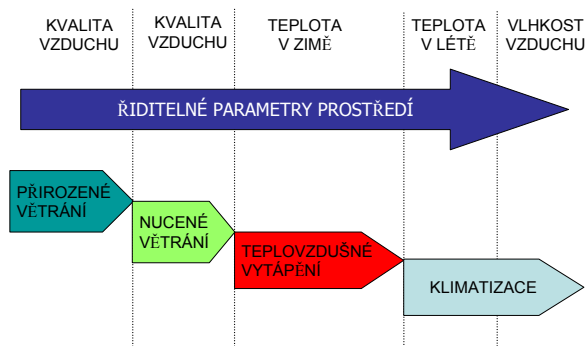 KVALITA
VZDUCHU
KVALITA
VZDUCHU
TEPLOTA
V ZIMĚ
TEPLOTA
V LÉTĚ
VLHKOST
VZDUCHU
ŘIDITELNÉ PARAMETRY PROSTŘEDÍ
PŘIROZENÉ
VĚTRÁNÍ
NUCENÉ
VĚTRÁNÍ
TEPLOVZDUŠNÉ
VYTÁPĚNÍ
KLIMATIZACE